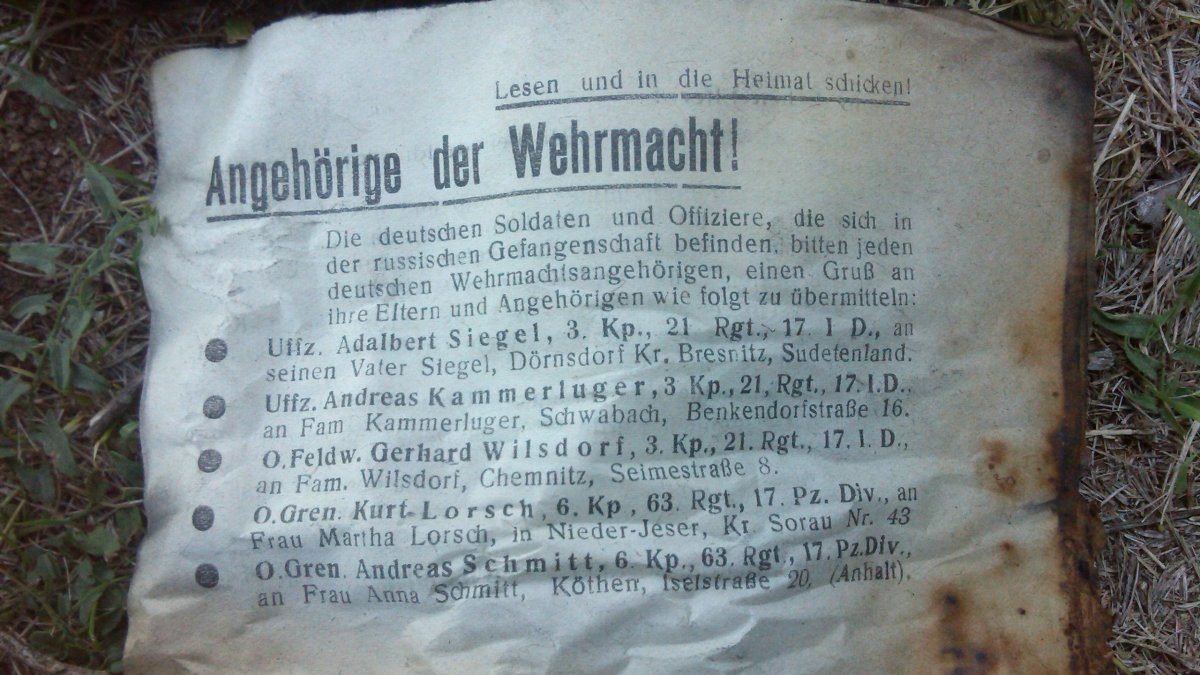 Lesen und in die Heimat schicken!
Angehörige der Wehrmacht!
Die deutschen Soldaten und Offiziere, die sich in
der russischen Gefangenschaft befinden, bitten jeden
deutschen Wehrmachtsangehörigen, einen Gruß an
ihre Eltern und Angehörigen wie folgt zu übermitteln:
● Uffz. Adalbert Siegel, 3. Kp., 21 Rgt., 17. I D., an
seinen Vater Siegel, Dörnsdorf Kr. Bresnitz, Sudetenland.
● Uffz. Andreas Kammerluger, 3 Kp., 21, Rgt., 17. I.D.,
an Fam Kammerluger, Schwabach, Benkendorfstraße 16.
● O.Feldw. Gerhard Wilsdorf, 3. Kp., 21. Rgt., 17. I. D.,
an Fam. Wilsdorf, Chemnitz, Seimestraße 8.
● O.Gren. Kurt Lorsch, 6. Kp, 63. Rgt., 17. Pz. Div., an
Frau Martha Lorsch, in Nieder-Jeser, Kr. Sorau Nr. 43
● O.Gren. Andreas Schmitt, 6. Kp., 63. Rgt., 17. Pz.Div.,
an Frau Anna Schmitt, Köthen, Iselstraße 20, (Anhalt).